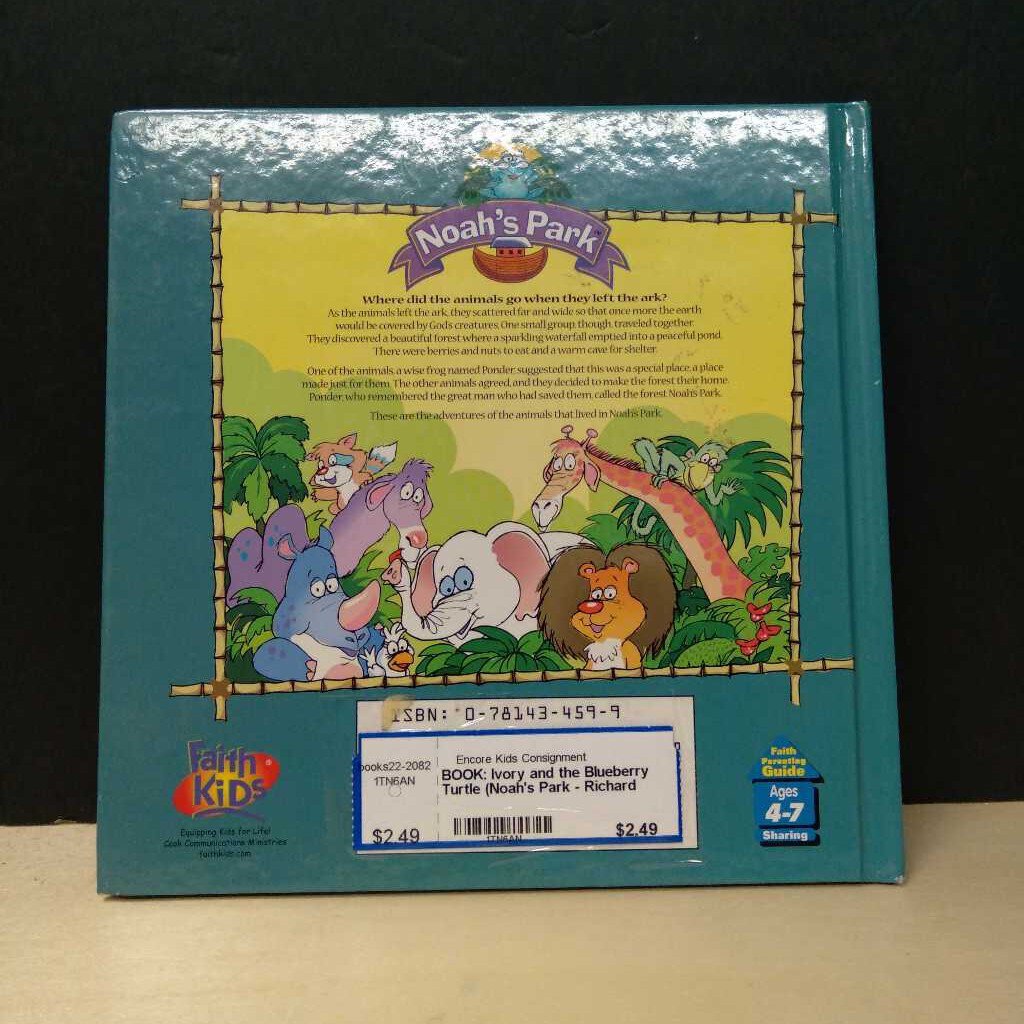 Noah's Park™
Where did the animals go when they left the ark?
As the animals left the ark, they scattered far and wide so that once more the earth
would be covered by God's creatures. One small group, though, traveled together.
They discovered a beautiful forest where a sparkling waterfall emptied into a peaceful pond.
There were berries and nuts to eat and a warm cave for shelter.
One of the animals, a wise frog named Ponder, suggested that this was a special place, a place
made just for them. The other animals agreed, and they decided to make the forest their home.
Ponder, who remembered the great man who had saved them, called the forest Noah's Park.
These are the adventures of the animals that lived in Noah's Park.
ISBN: 0-78143-459-9
books22-2082
1TN6AN
$2.49
Encore Kids Consignment
BOOK: Ivory and the Blueberry
Turtle (Noah's Park - Richard
1TN6AN
$2.49
Faith
KiDs®
Equipping Kids for Life!
Cook Communications Ministries
faithkids.com
Faith
Parenting
Guide
Ages
4-7
Sharing